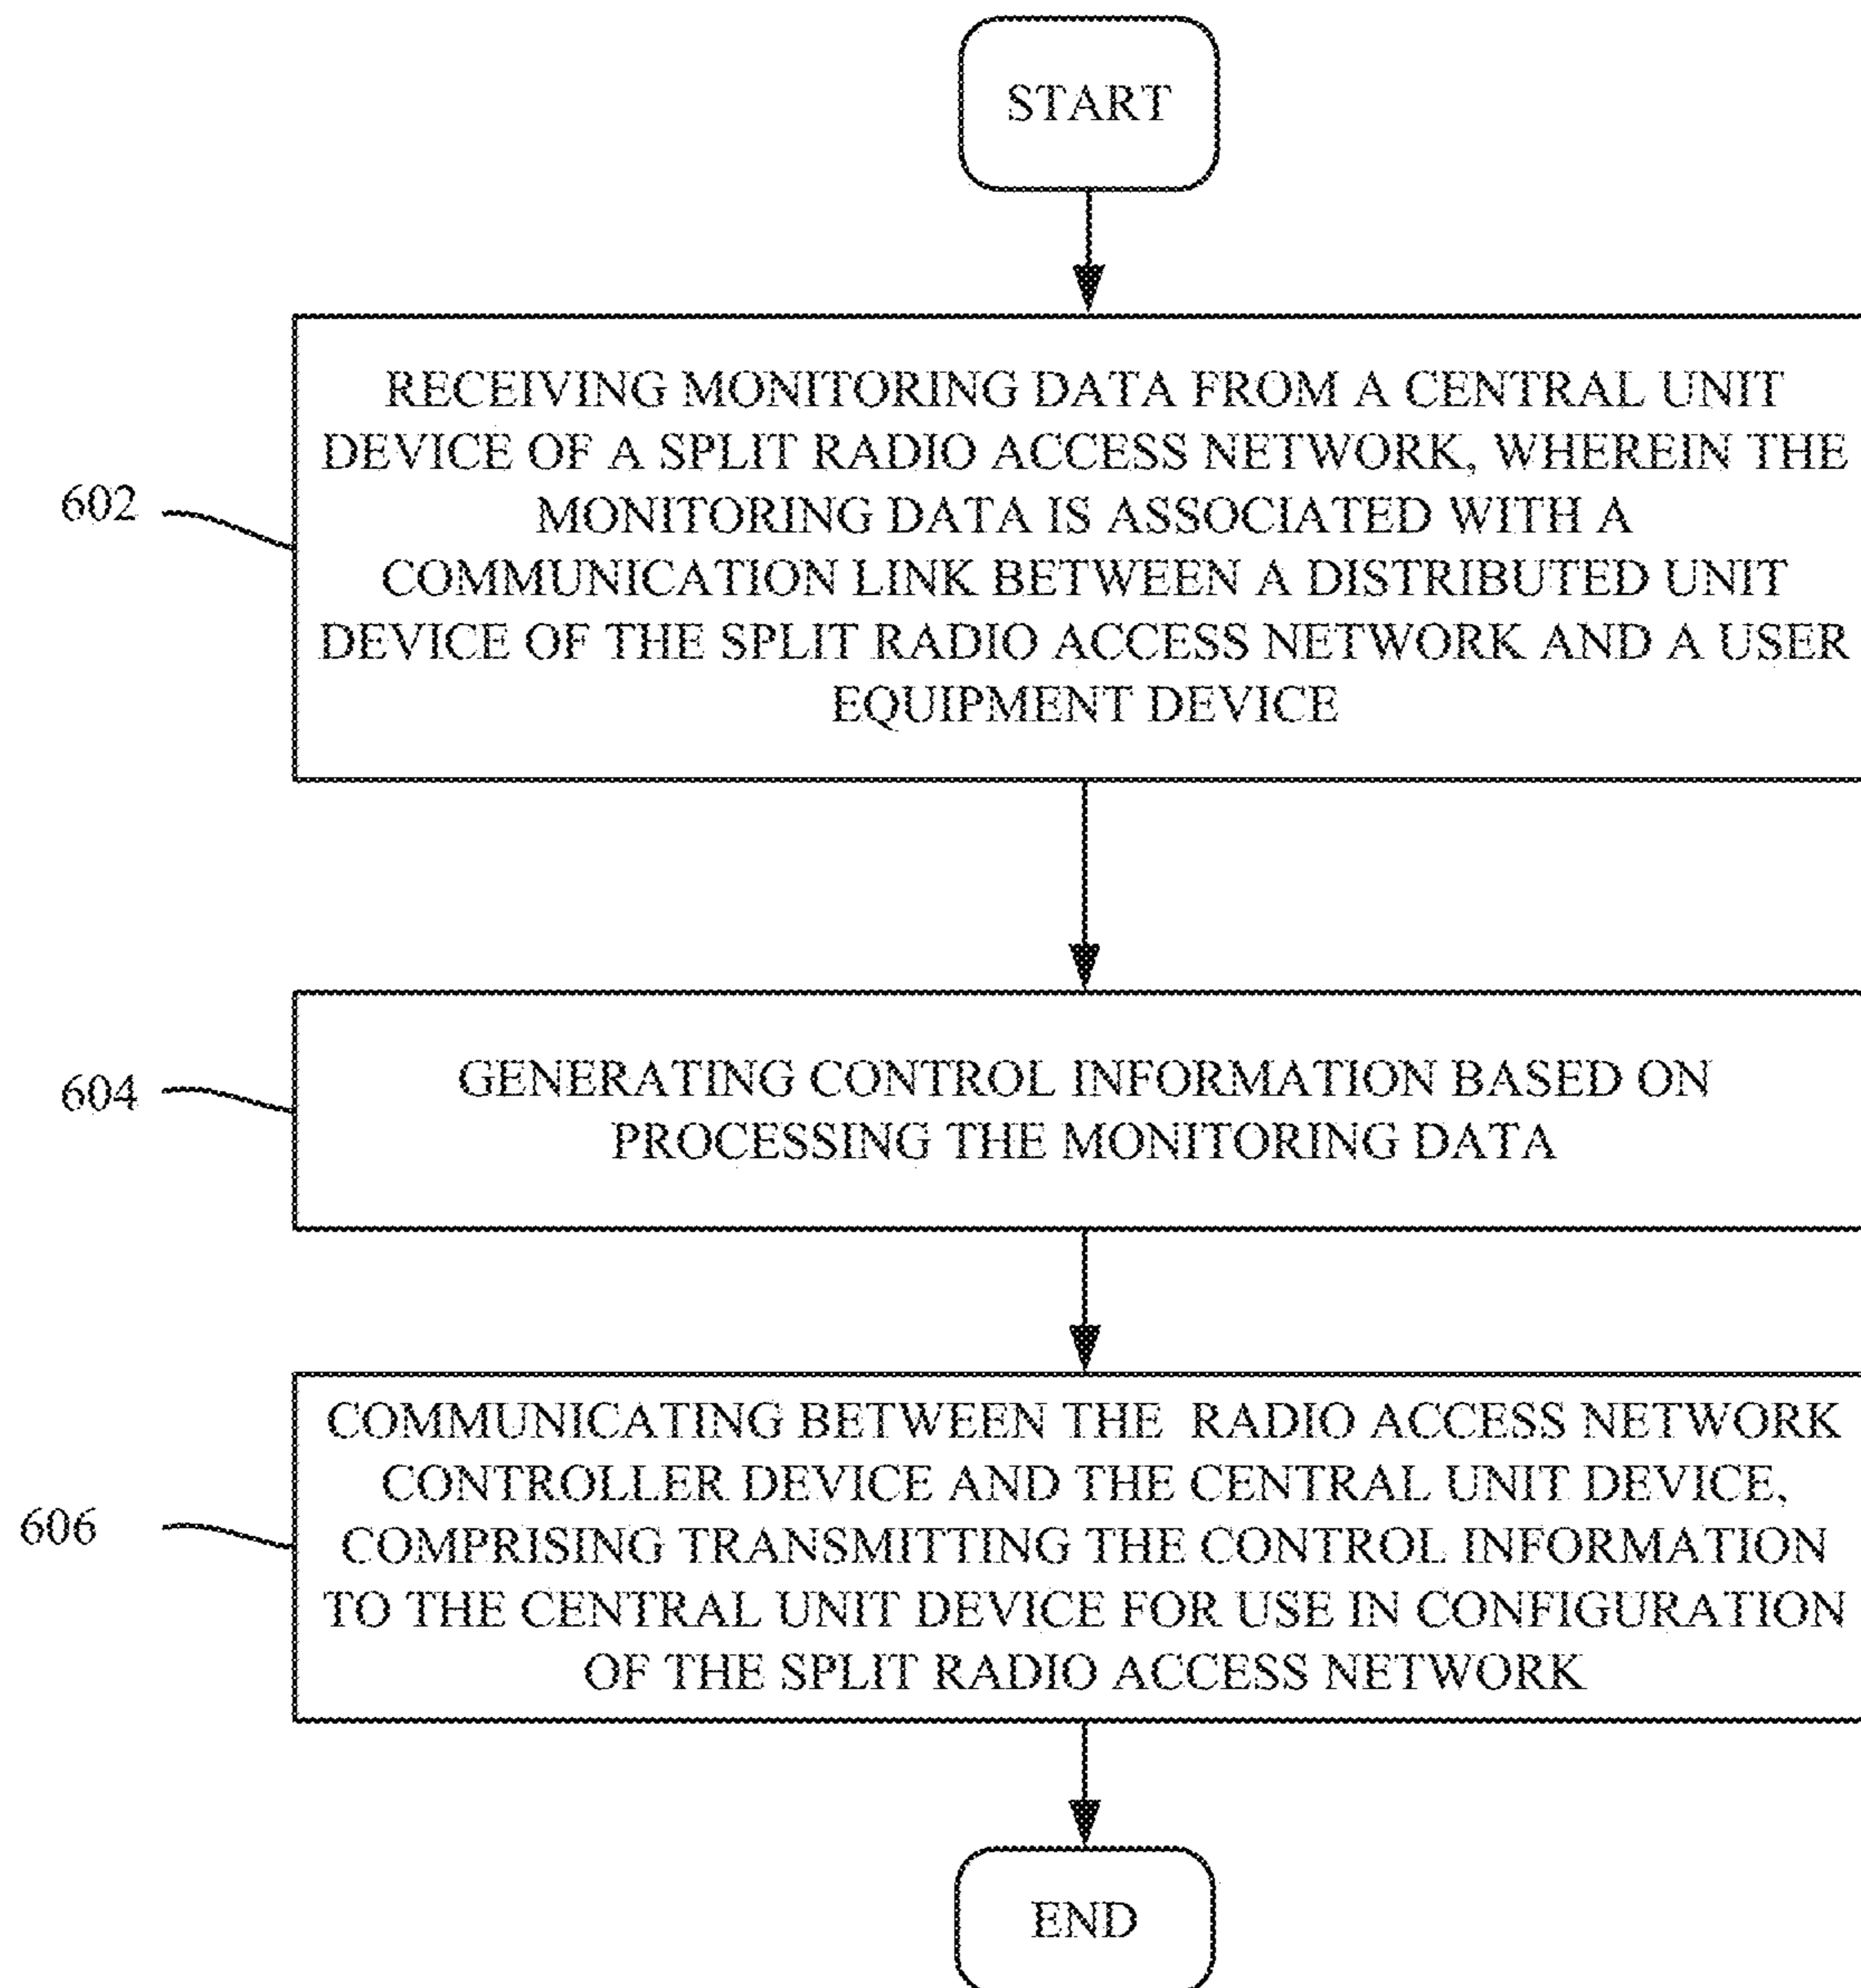 START
RECEIVING MONITORING DATA FROM A CENTRAL UNIT
DEVICE OF A SPLIT RADIO ACCESS NETWORK, WHEREIN THE
MONITORING DATA IS ASSOCIATED WITH A
COMMUNICATION LINK BETWEEN A DISTRIBUTED UNIT
DEVICE OF THE SPLIT RADIO ACCESS NETWORK AND A USER
EQUIPMENT DEVICE
602
GENERATING CONTROL INFORMATION BASED ON
PROCESSING THE MONITORING DATA
604
COMMUNICATING BETWEEN THE RADIO ACCESS NETWORK
CONTROLLER DEVICE AND THE CENTRAL UNIT DEVICE,
COMPRISING TRANSMITTING THE CONTROL INFORMATION
TO THE CENTRAL UNIT DEVICE FOR USE IN CONFIGURATION
OF THE SPLIT RADIO ACCESS NETWORK
606
END